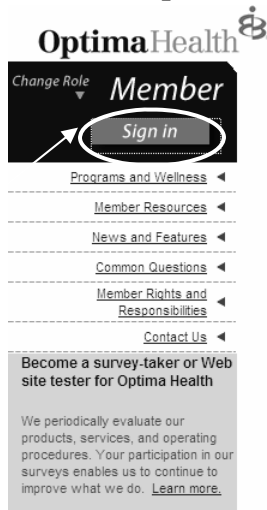 Optima Health
Change Role
Member
Sign in
Programs and Wellness
Member Resources
News and Features
Common Questions
Member Rights and
Responsibilities
Contact Us
Become a survey-taker or Web
site tester for Optima Health
We periodically evaluate our
products, services, and operating
procedures. Your participation in our
surveys enables us to continue to
improve what we do. Learn more.